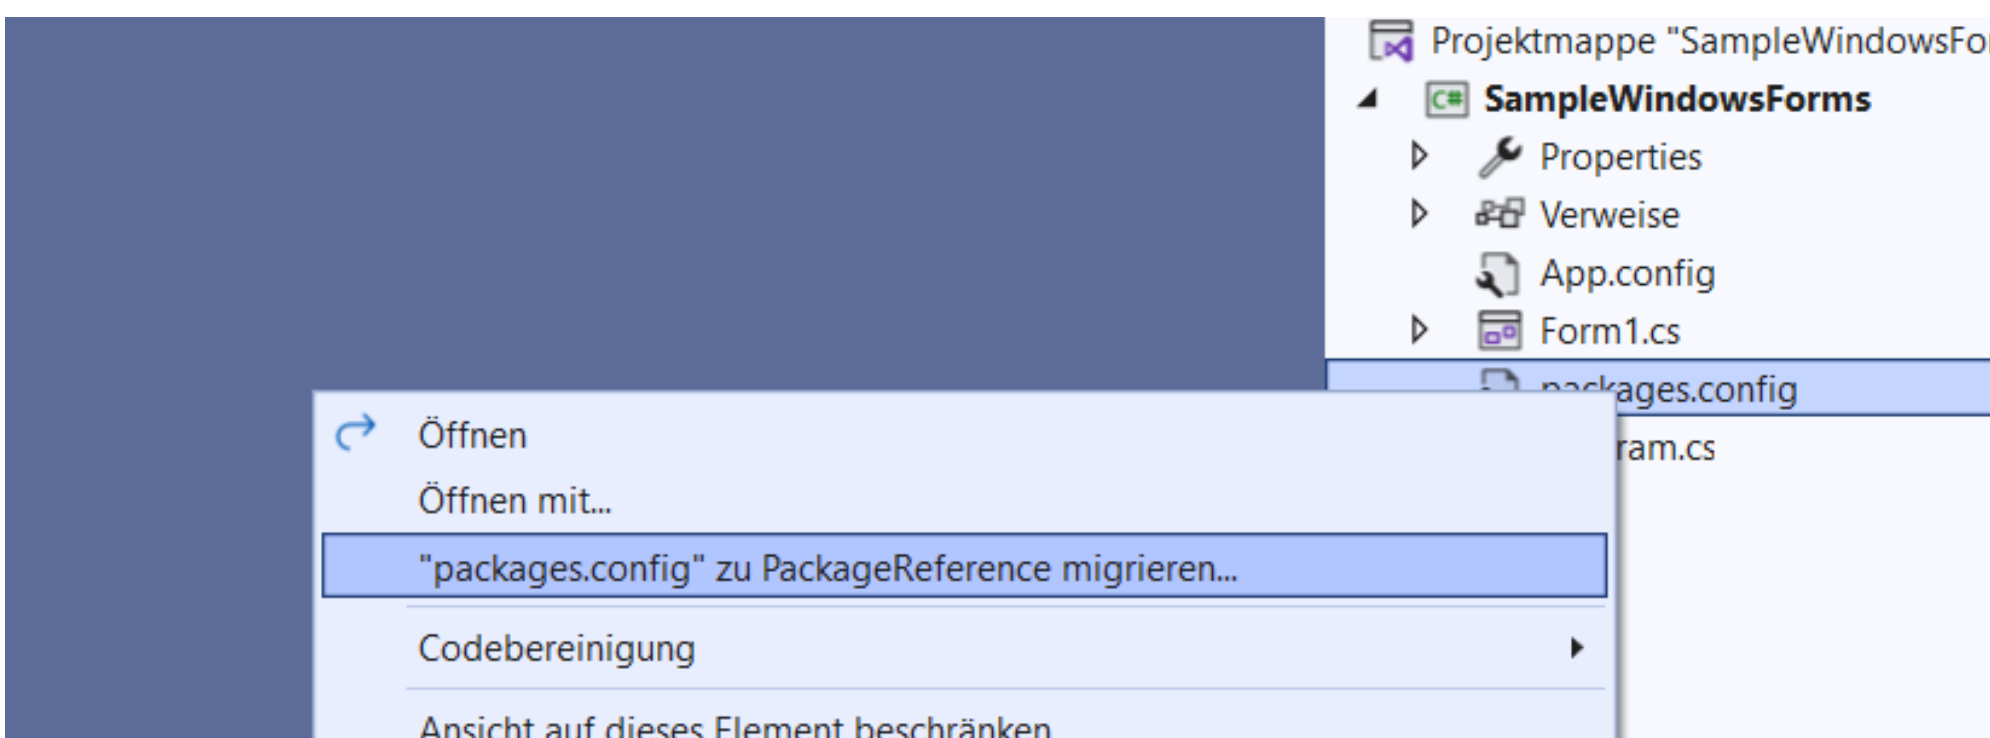 Projektmappe "SampleWindowsFo
C# SampleWindowsForms
Properties
Verweise
App.config
Form1.cs
packages.config
ram.cs
Öffnen
Öffnen mit...
"packages.config" zu PackageReference migrieren...
Codebereinigung
Ansicht auf dieses Element beschränken